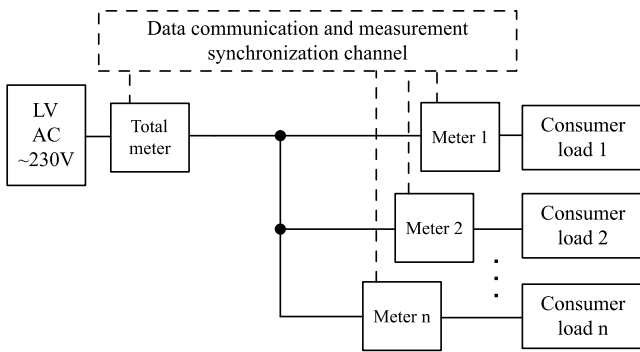 Data communication and measurement
synchronization channel
LV
AC
~230V
Total
meter
Meter 1
Consumer
load 1
Meter 2
Consumer
load 2
Meter n
Consumer
load n